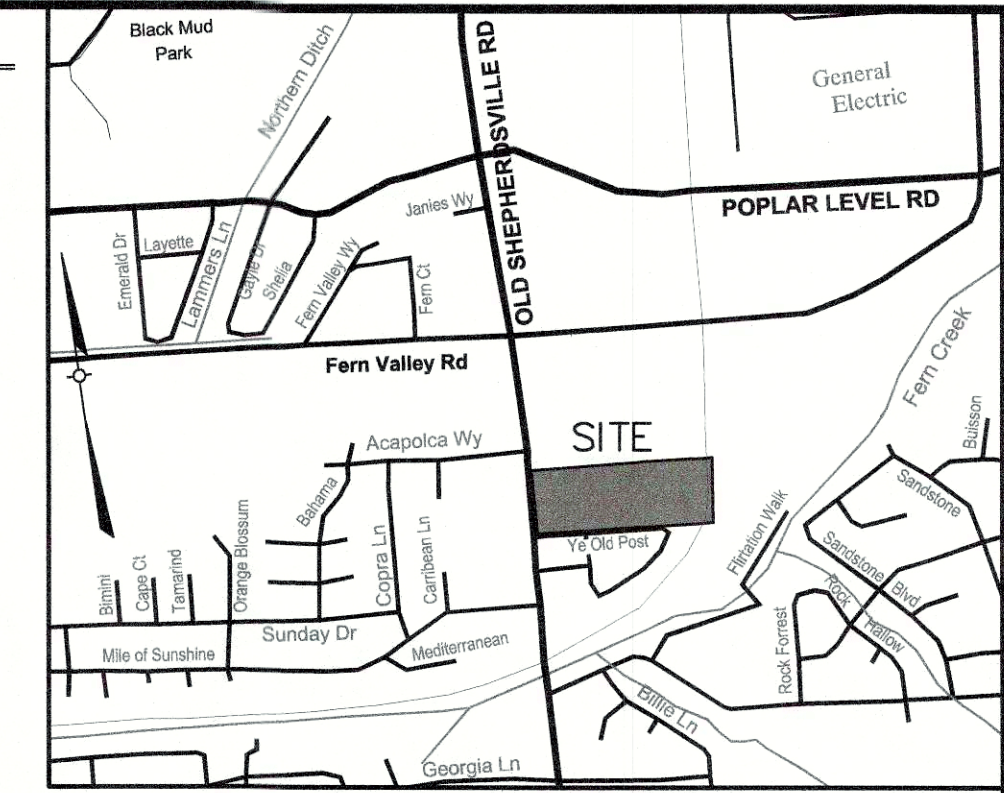 Black Mud
Park
Northern Ditch
OLD SHEPHERDSVILLE RD
General
Electric
POPLAR LEVEL RD
Janies Wy
Emerald Dr
Layette
Lammers Ln
Gayle Dr
Shelia
Fern Valley Wy
Fern Ct
Fern Valley Rd
Fern Creek
Buisson
SITE
Acapolca Wy
Bahama
Orange Blossum
Copra Ln
Carribean Ln
Bimini
Cape Ct
Tamarind
Ye Old Post
Flirtation Walk
Sandstone
Sandstone Blvd
Rock
Hallow
Rock Forrest
Sunday Dr
Mile of Sunshine
Mediterranean
Billie Ln
Georgia Ln